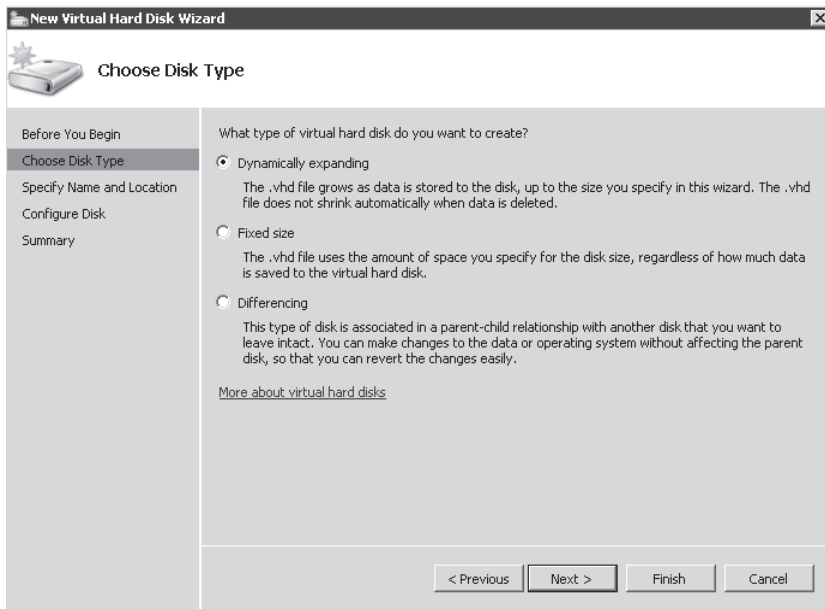 New Virtual Hard Disk Wizard
Choose Disk Type
Before You Begin
Choose Disk Type
Specify Name and Location
Configure Disk
Summary
What type of virtual hard disk do you want to create?
Dynamically expanding
The .vhd file grows as data is stored to the disk, up to the size you specify in this wizard. The .vhd
file does not shrink automatically when data is deleted.
Fixed size
The .vhd file uses the amount of space you specify for the disk size, regardless of how much data
is saved to the virtual hard disk.
Differencing
This type of disk is associated in a parent-child relationship with another disk that you want to
leave intact. You can make changes to the data or operating system without affecting the parent
disk, so that you can revert the changes easily.
More about virtual hard disks
< Previous
Next >
Finish
Cancel